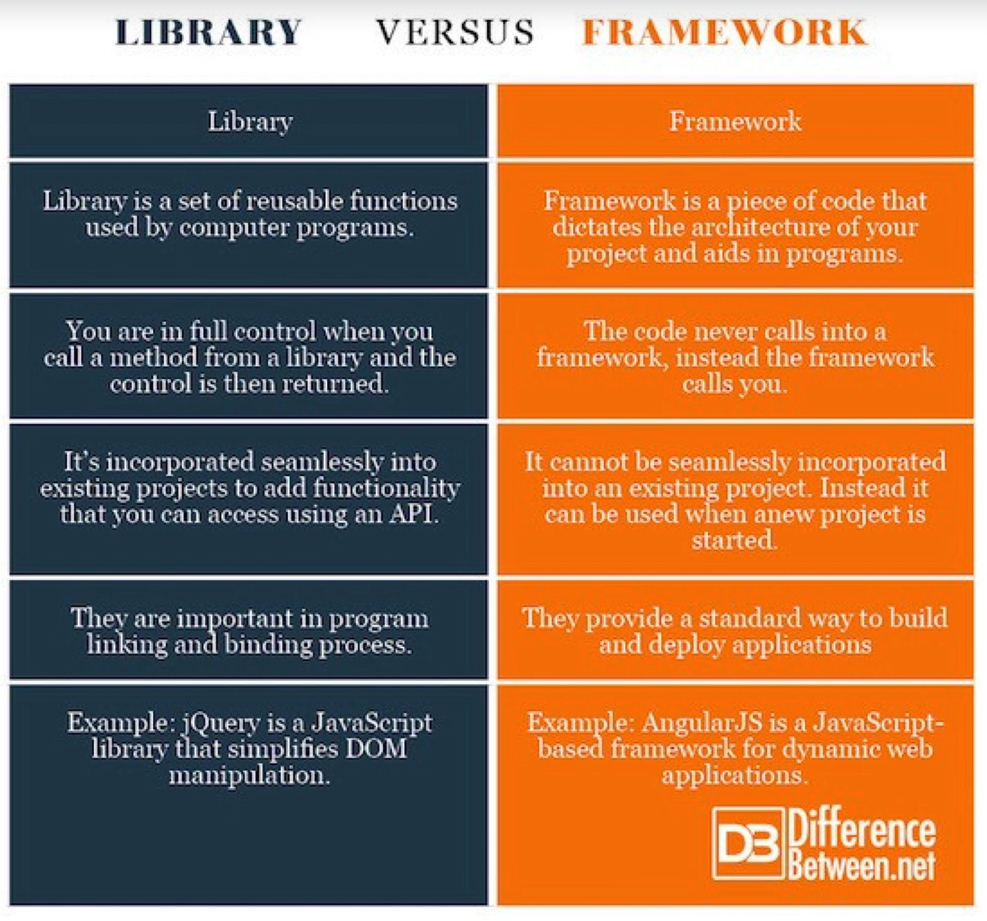 LIBRARY VERSUS FRAMEWORK
Library
Framework
Library is a set of reusable functions
used by computer programs.
Framework is a piece of code that
dictates the architecture of your
project and aids in programs.
You are in full control when you
call a method from a library and the
control is then returned.
The code never calls into a
framework, instead the framework
calls you.
It’s incorporated seamlessly into
existing projects to add functionality
that you can access using an API.
It cannot be seamlessly incorporated
into an existing project. Instead it
can be used when anew project is
started.
They are important in program
linking and binding process.
They provide a standard way to build
and deploy applications
Example: jQuery is a JavaScript
library that simplifies DOM
manipulation.
Example: AngularJS is a JavaScript-
based framework for dynamic web
applications.
DB Difference
Between.net